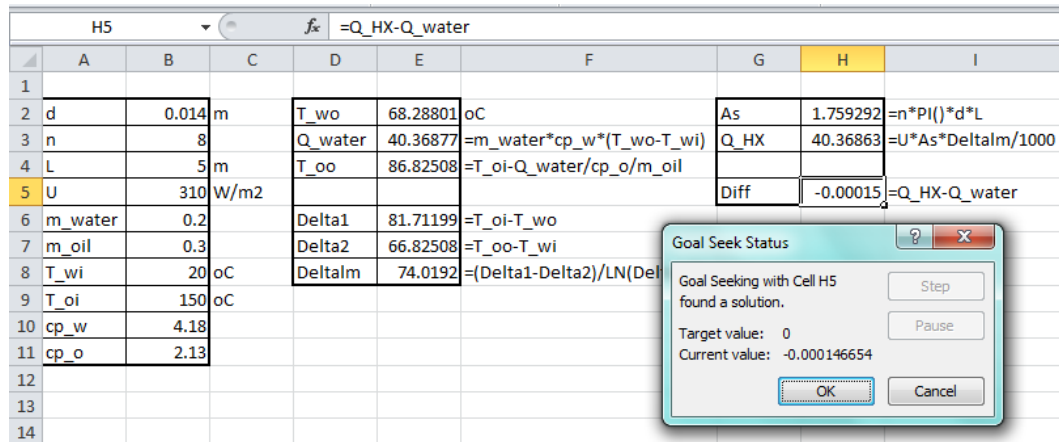 H5 fx =Q_HX-Q_water
A B C D E F G H I
1
2 d 0.014 m T_wo 68.28801 oC As 1.759292 =n*PI()*d*L
3 n 8 Q_water 40.36877 =m_water*cp_w*(T_wo-T_wi) Q_HX 40.36863 =U*As*Deltalm/1000
4 L 5 m T_oo 86.82508 =T_oi-Q_water/cp_o/m_oil
5 U 310 W/m2 Diff -0.00015 =Q_HX-Q_water
6 m_water 0.2 Delta1 81.71199 =T_oi-T_wo
7 m_oil 0.3 Delta2 66.82508 =T_oo-T_wi
8 T_wi 20 oC Deltalm 74.0192 =(Delta1-Delta2)/LN(Del
9 T_oi 150 oC
10 cp_w 4.18
11 cp_o 2.13
12
13
14
Goal Seek Status
Goal Seeking with Cell H5
found a solution.
Step
Target value: 0
Pause
Current value: -0.000146654
OK Cancel